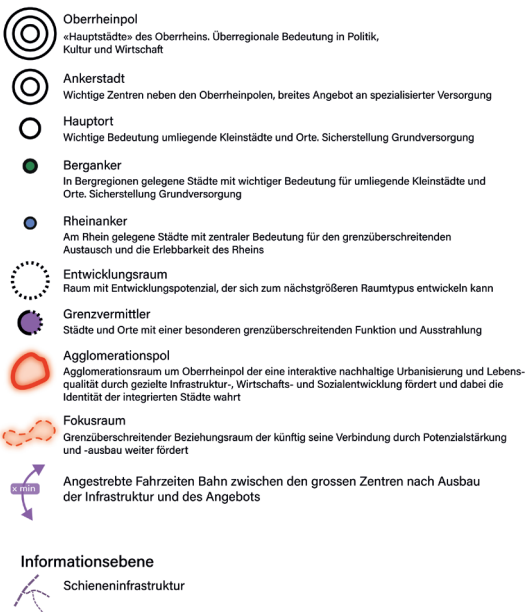 Oberrheinpol
«Hauptstädte» des Oberrheins. Überregionale Bedeutung in Politik,
Kultur und Wirtschaft
Ankerstadt
Wichtige Zentren neben den Oberrheinpolen, breites Angebot an spezialisierter Versorgung
Hauptort
Wichtige Bedeutung umliegende Kleinstädte und Orte. Sicherstellung Grundversorgung
Berganker
In Bergregionen gelegene Städte mit wichtiger Bedeutung für umliegende Kleinstädte und
Orte. Sicherstellung Grundversorgung
Rheinanker
Am Rhein gelegene Städte mit zentraler Bedeutung für den grenzüberschreitenden
Austausch und die Erlebbarkeit des Rheins
Entwicklungsraum
Raum mit Entwicklungspotenzial, der sich zum nächstgrößeren Raumtypus entwickeln kann
Grenzvermittler
Städte und Orte mit einer besonderen grenzüberschreitenden Funktion und Ausstrahlung
Agglomerationspol
Agglomerationsraum um Oberrheinpol der eine interaktive nachhaltige Urbanisierung und Lebens-
qualität durch gezielte Infrastruktur-, Wirtschafts- und Sozialentwicklung fördert und dabei die
Identität der integrierten Städte wahrt
Fokusraum
Grenzüberschreitender Beziehungsraum der künftig seine Verbindung durch Potenzialstärkung
und -ausbau weiter fördert
x min
Angestrebte Fahrzeiten Bahn zwischen den grossen Zentren nach Ausbau
der Infrastruktur und des Angebots
Informationsebene
Schieneninfrastruktur